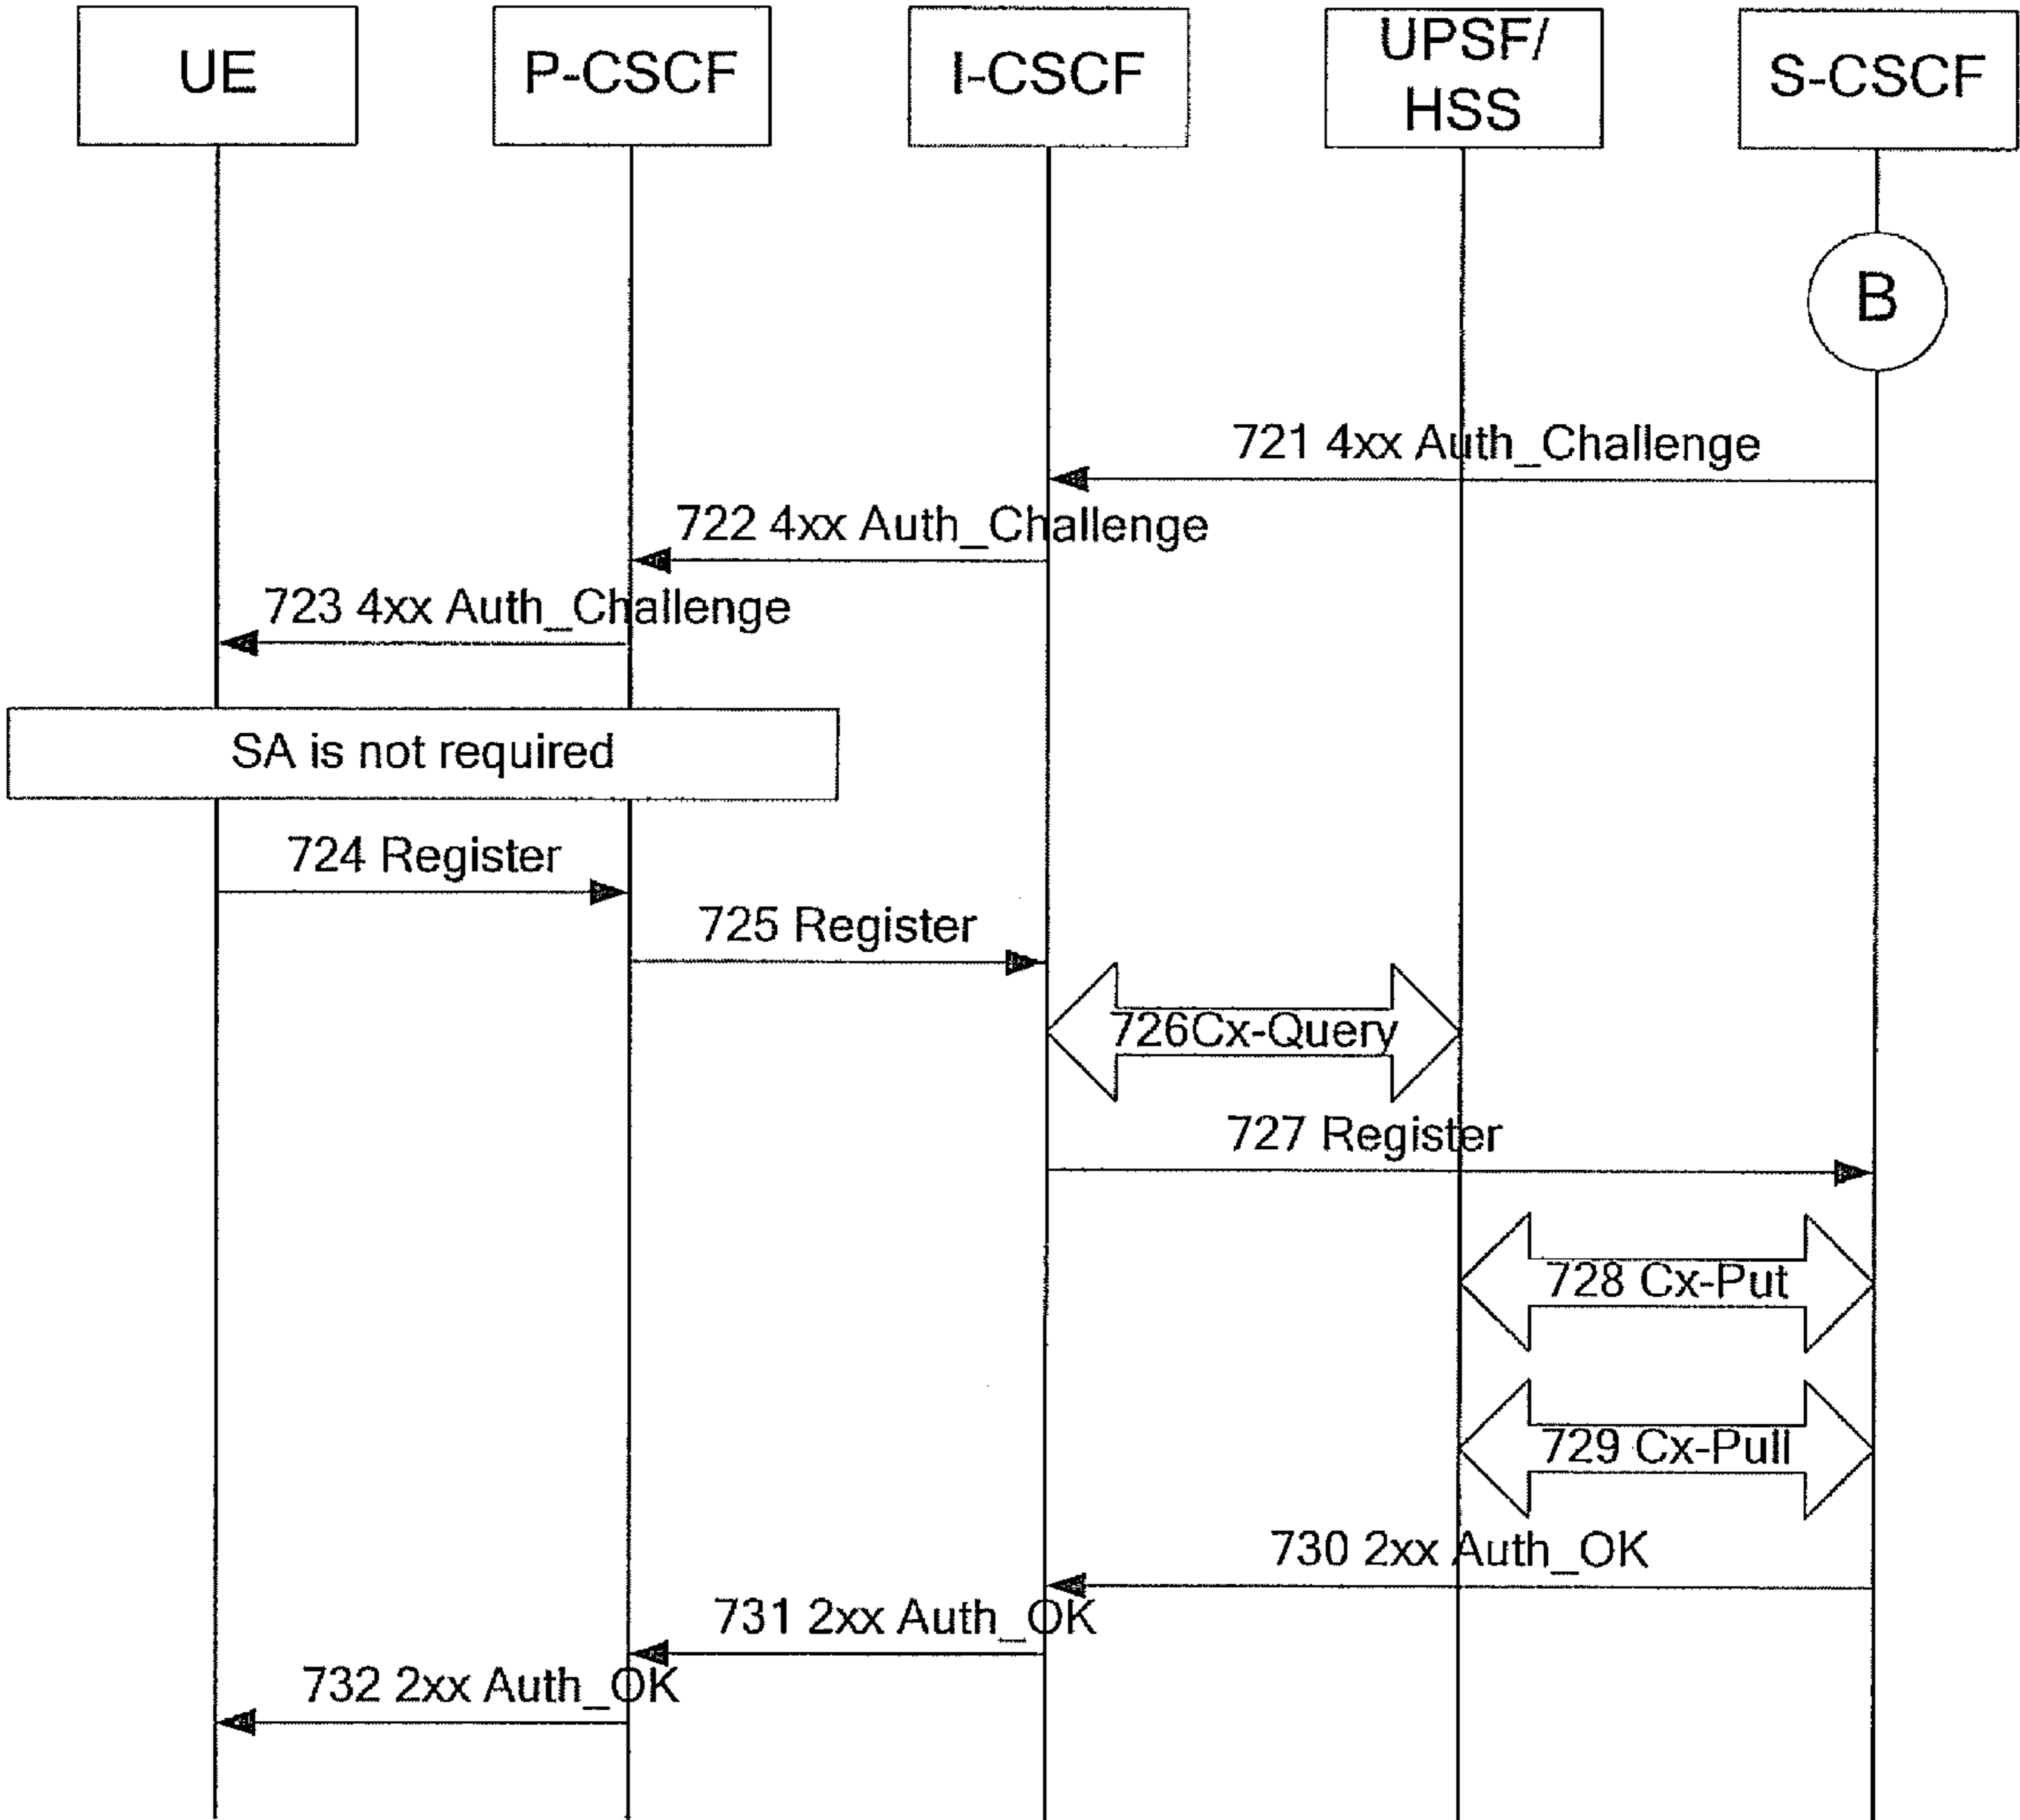 UE
P-CSCF
I-CSCF
UPSF/
HSS
S-CSCF
B
721 4xx Auth_Challenge
722 4xx Auth_Challenge
723 4xx Auth_Challenge
SA is not required
724 Register
725 Register
726Cx-Query
727 Register
728 Cx-Put
729 Cx-Pull
730 2xx Auth_OK
731 2xx Auth_OK
732 2xx Auth_OK